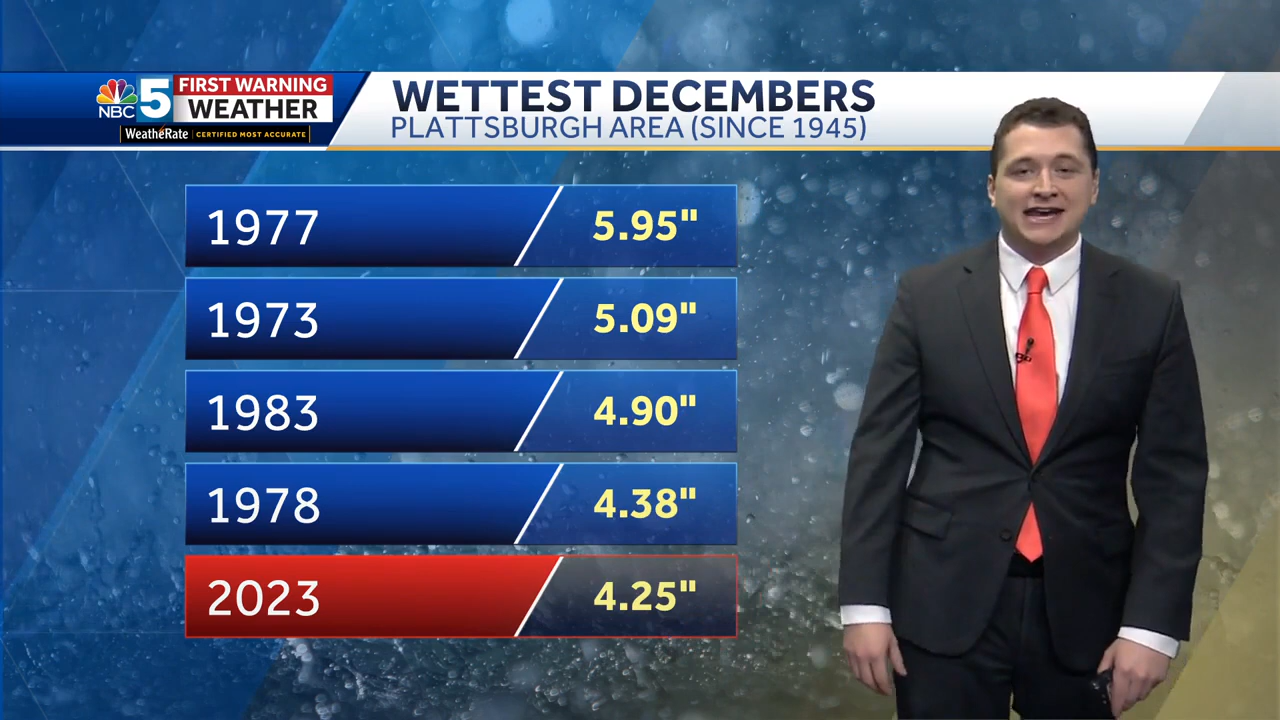 NBC 5 FIRST WARNING
WEATHER
WeatheRate | CERTIFIED MOST ACCURATE
WETTEST DECEMBERS
PLATTSBURGH AREA (SINCE 1945)
1977 5.95"
1973 5.09"
1983 4.90"
1978 4.38"
2023 4.25"